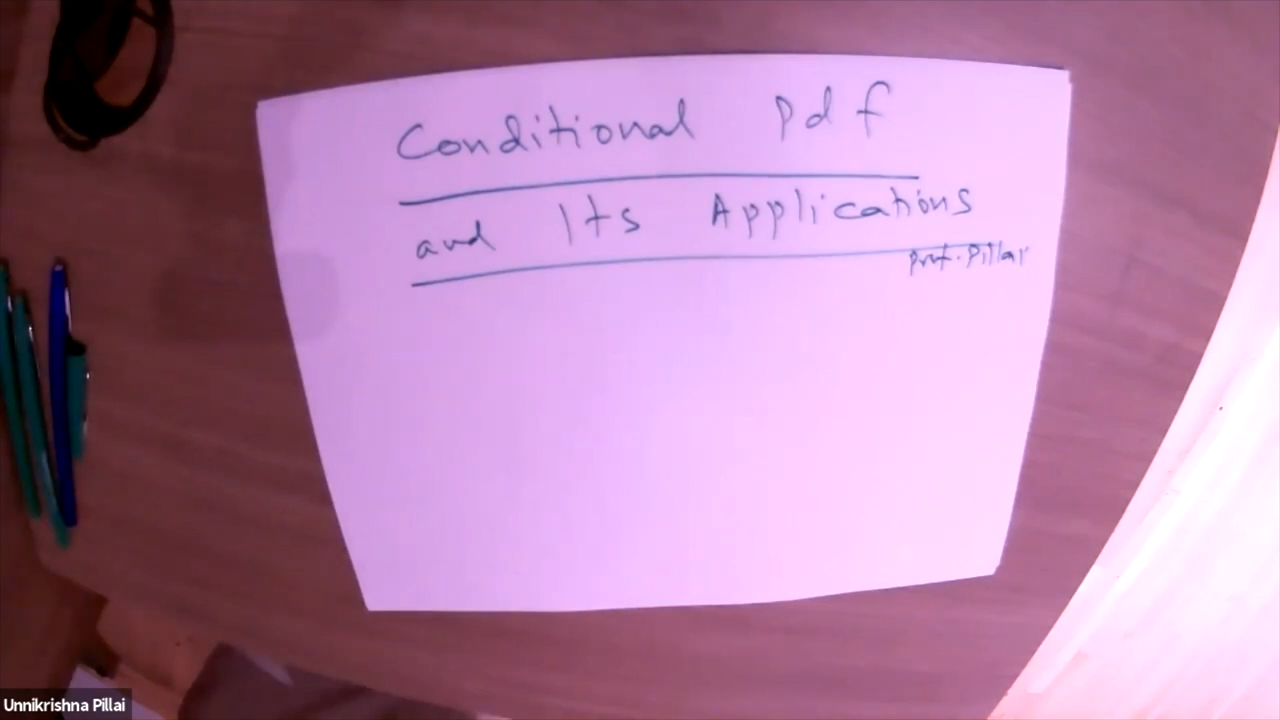 Conditional Pdf
and Its Applications
Prof. Pillai
Unnikrishna Pillai